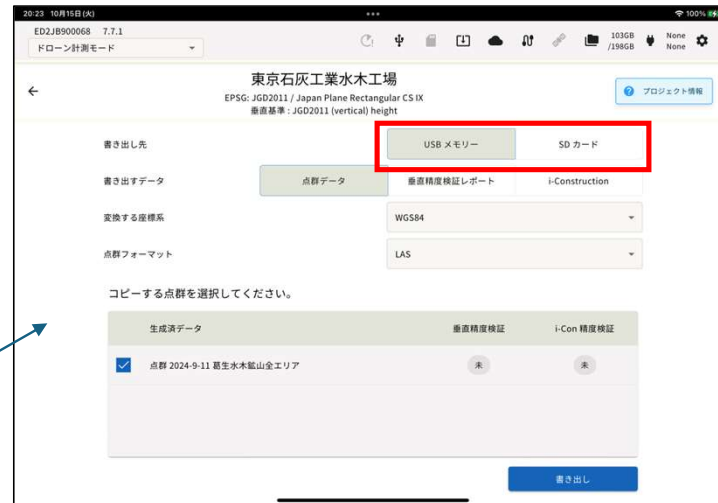 20:23 10月15日(火)
100%
ED2JB900068 7.7.1
ドローン計測モード
103GB
/198GB
None
None
東京石灰工業水木工場
EPSG: JGD2011 / Japan Plane Rectangular CS IX
垂直基準 : JGD2011 (vertical) height
プロジェクト情報
書き出し先
USB メモリー
SD カード
書き出すデータ
点群データ
垂直精度検証レポート
i-Construction
変換する座標系
WGS84
点群フォーマット
LAS
コピーする点群を選択してください。
生成済データ
垂直精度検証
i-Con 精度検証
点群 2024-9-11 葛生水木鉱山全エリア
未
未
書き出し